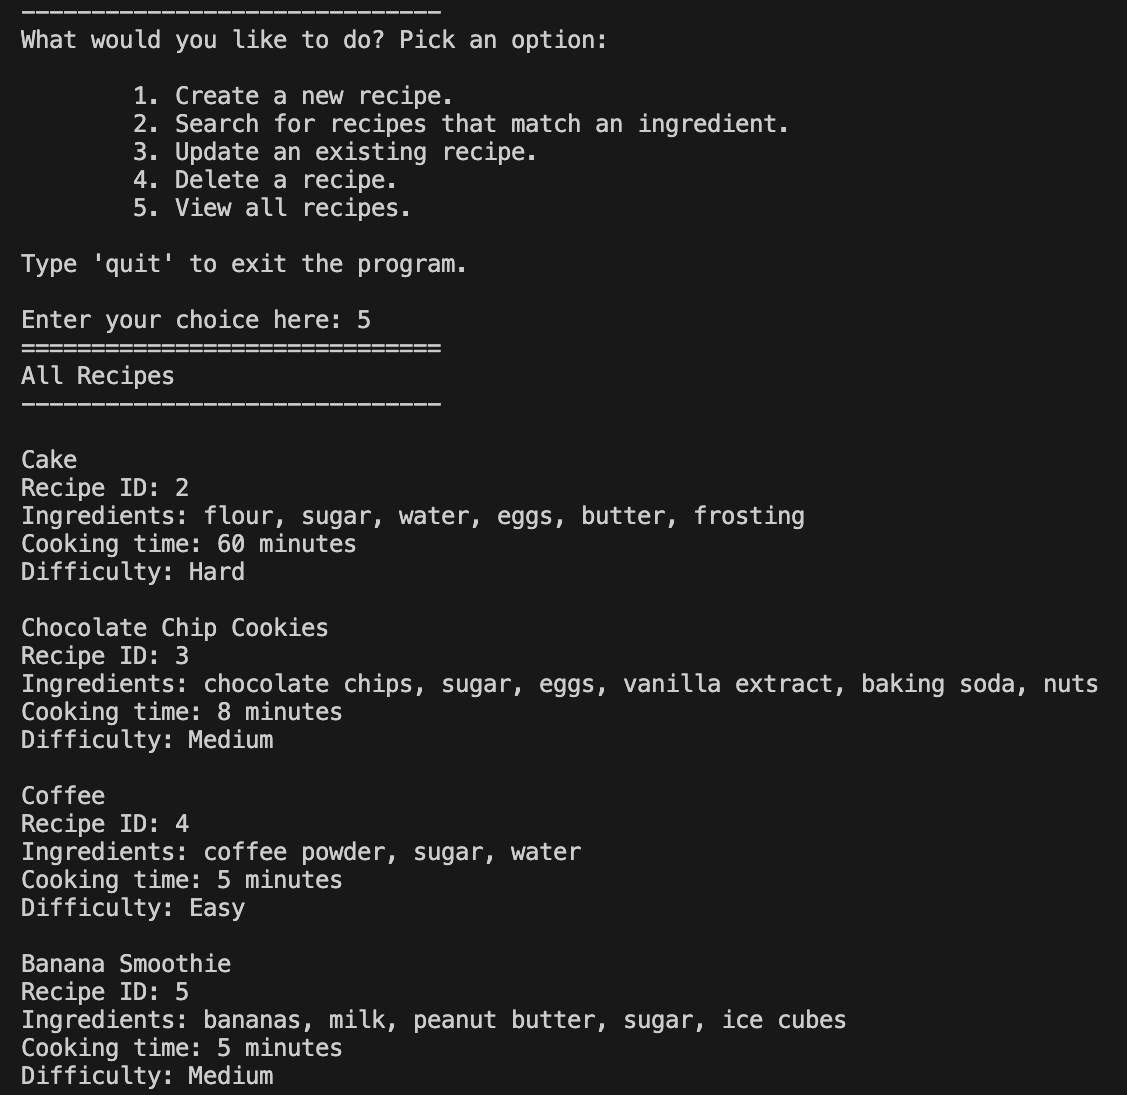 ------------------------------
What would you like to do? Pick an option:
1. Create a new recipe.
2. Search for recipes that match an ingredient.
3. Update an existing recipe.
4. Delete a recipe.
5. View all recipes.
Type 'quit' to exit the program.
Enter your choice here: 5
==============================
All Recipes
------------------------------
Cake
Recipe ID: 2
Ingredients: flour, sugar, water, eggs, butter, frosting
Cooking time: 60 minutes
Difficulty: Hard
Chocolate Chip Cookies
Recipe ID: 3
Ingredients: chocolate chips, sugar, eggs, vanilla extract, baking soda, nuts
Cooking time: 8 minutes
Difficulty: Medium
Coffee
Recipe ID: 4
Ingredients: coffee powder, sugar, water
Cooking time: 5 minutes
Difficulty: Easy
Banana Smoothie
Recipe ID: 5
Ingredients: bananas, milk, peanut butter, sugar, ice cubes
Cooking time: 5 minutes
Difficulty: Medium